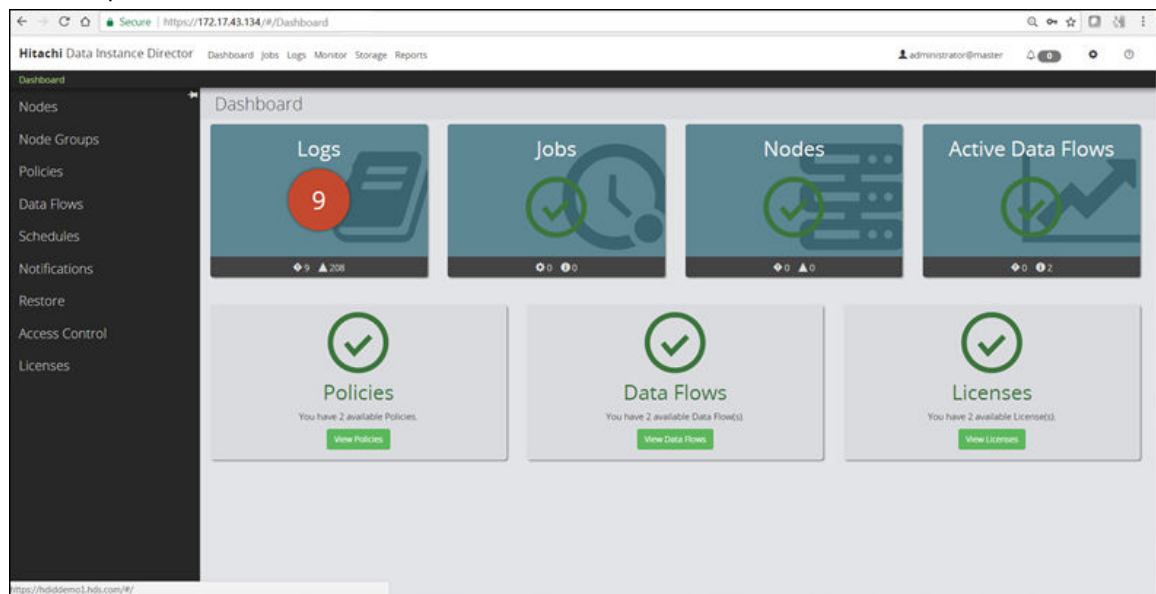 Secure | https://172.17.43.134/#/Dashboard
Hitachi Data Instance Director Dashboard Jobs Logs Monitor Storage Reports administrator@master 0
Dashboard
Nodes
Node Groups
Policies
Data Flows
Schedules
Notifications
Restore
Access Control
Licenses
Dashboard
Logs
9
9 208
Jobs
0 0
Nodes
0 0
Active Data Flows
0 2
Policies
You have 2 available Policies.
View Policies
Data Flows
You have 2 available Data Flow(s).
View Data Flows
Licenses
You have 2 available License(s).
View Licenses
https://hdiddemo1.hds.com/#/